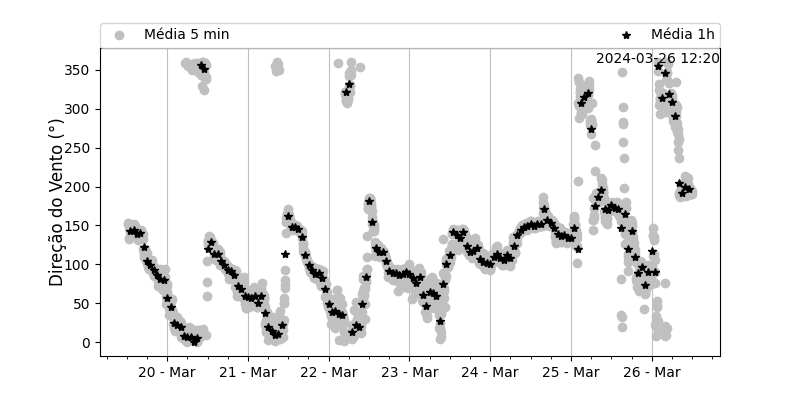 Média 5 min
Média 1h
2024-03-26 12:20
Direção do Vento (°)
350
300
250
200
150
100
50
0
20 - Mar
21 - Mar
22 - Mar
23 - Mar
24 - Mar
25 - Mar
26 - Mar